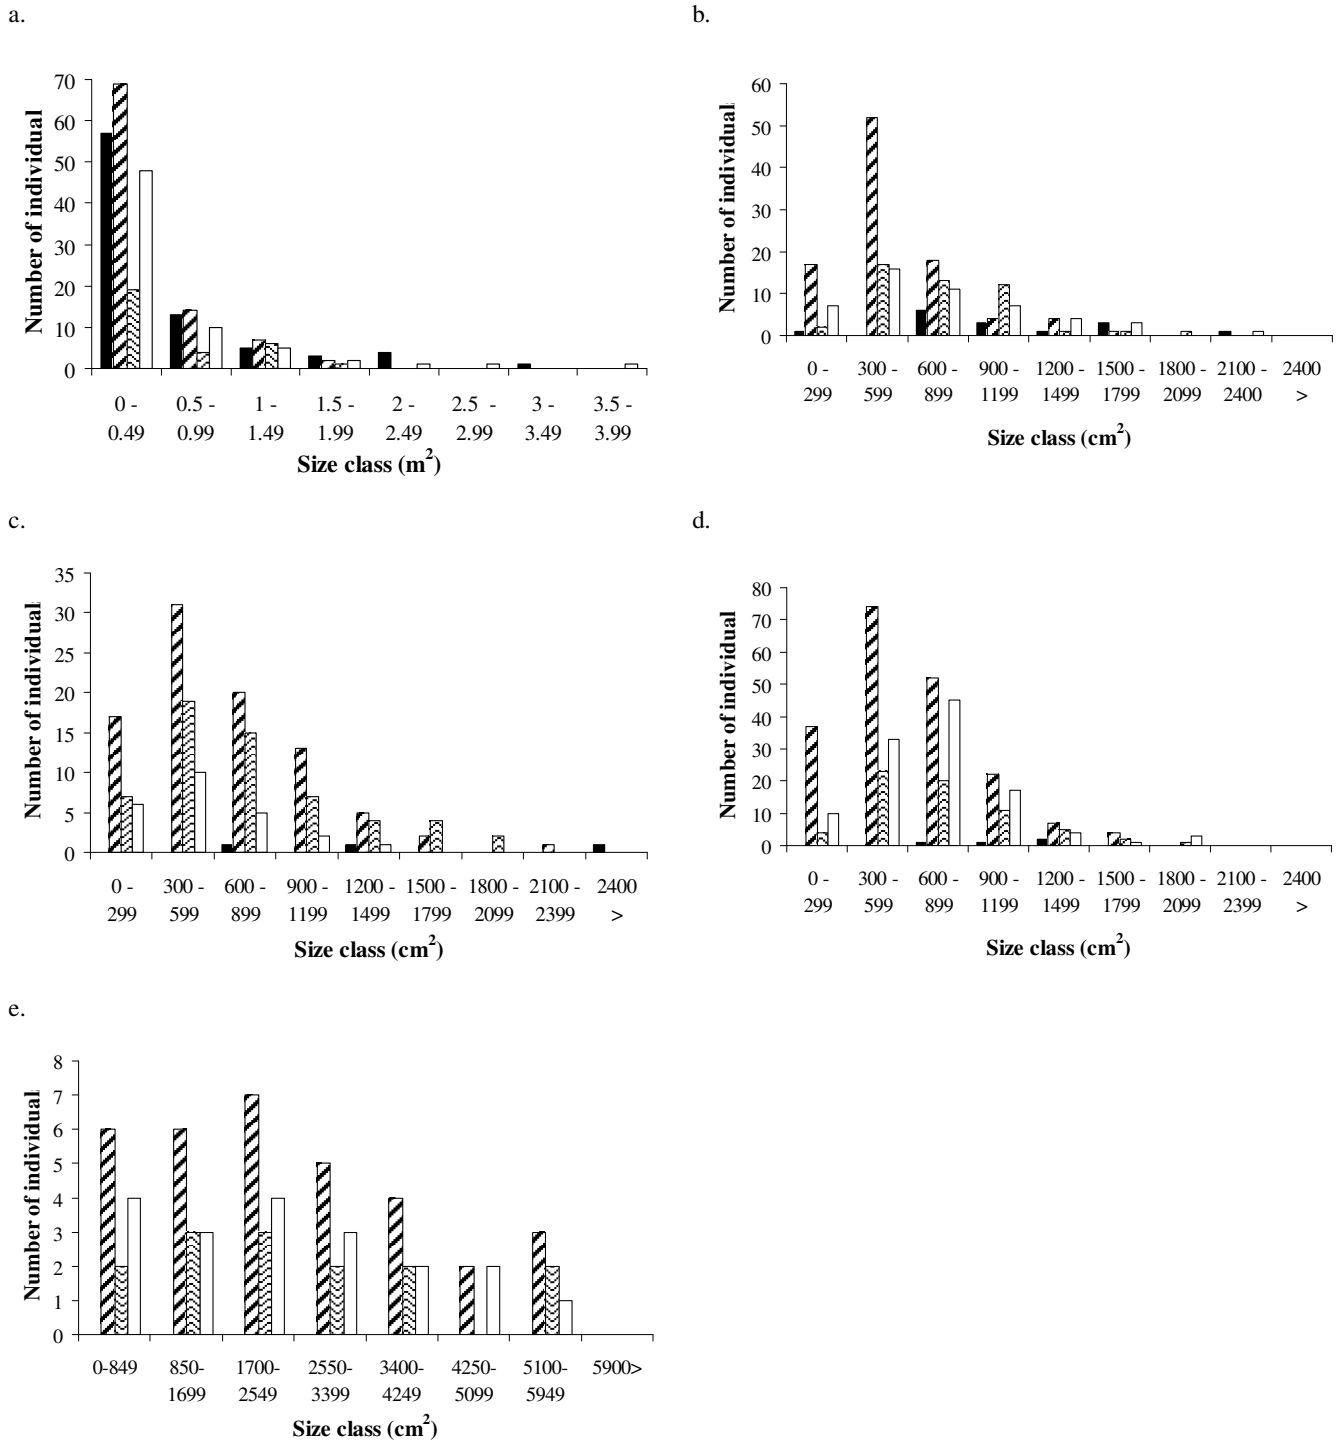 a.
70
60
50
40
30
20
10
0
Number of individual
0 - 0.5 - 1 - 1.5 - 2 - 2.5 - 3 - 3.5 -
0.49 0.99 1.49 1.99 2.49 2.99 3.49 3.99
Size class (m²)
b.
60
50
40
30
20
10
0
Number of individual
0 - 300 - 600 - 900 - 1200 - 1500 - 1800 - 2100 - 2400
299 599 899 1199 1499 1799 2099 2400 >
Size class (cm²)
c.
35
30
25
20
15
10
5
0
Number of individual
0 - 300 - 600 - 900 - 1200 - 1500 - 1800 - 2100 - 2400
299 599 899 1199 1499 1799 2099 2399 >
Size class (cm²)
d.
80
70
60
50
40
30
20
10
0
Number of individual
0 - 300 - 600 - 900 - 1200 - 1500 - 1800 - 2100 - 2400
299 599 899 1199 1499 1799 2099 2399 >
Size class (cm²)
e.
8
7
6
5
4
3
2
1
0
Number of individual
0-849 850- 1700- 2550- 3400- 4250- 5100- 5900>
1699 2549 3399 4249 5099 5949
Size class (cm²)